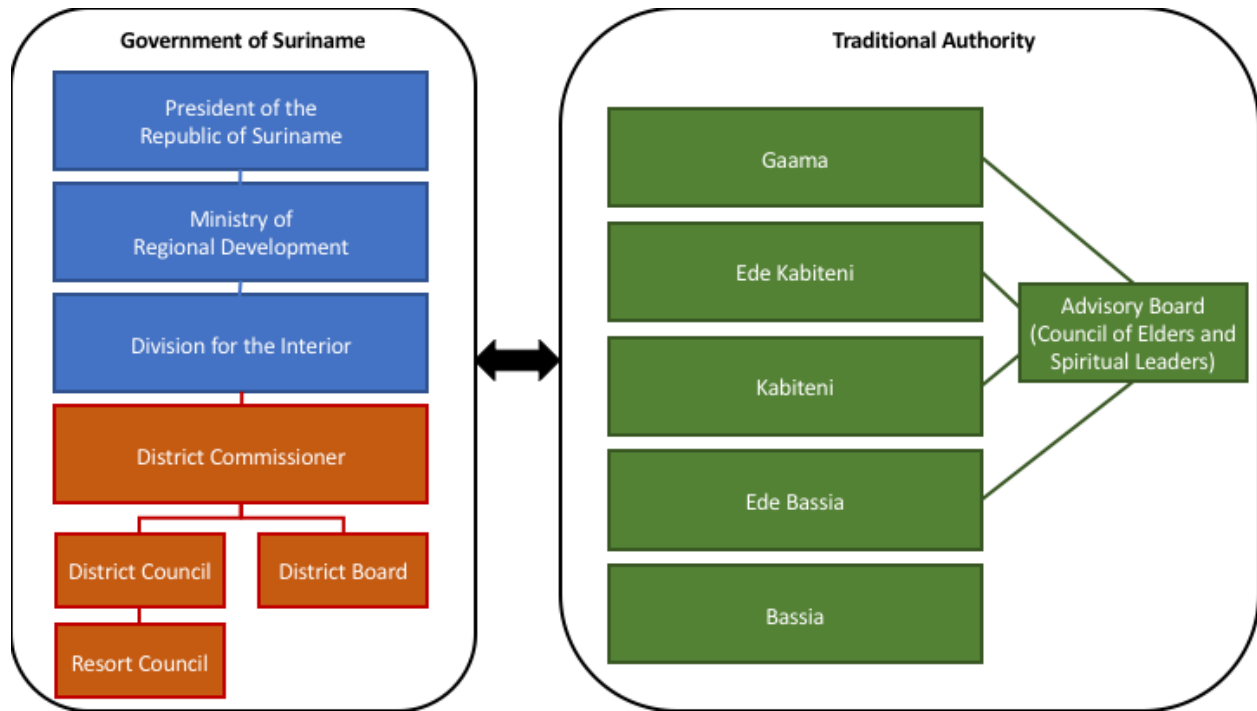 Government of Suriname
President of the
Republic of Suriname
Ministry of
Regional Development
Division for the Interior
District Commissioner
District Council
District Board
Resort Council
Traditional Authority
Gaama
Ede Kabiteni
Kabiteni
Ede Bassia
Bassia
Advisory Board
(Council of Elders and
Spiritual Leaders)